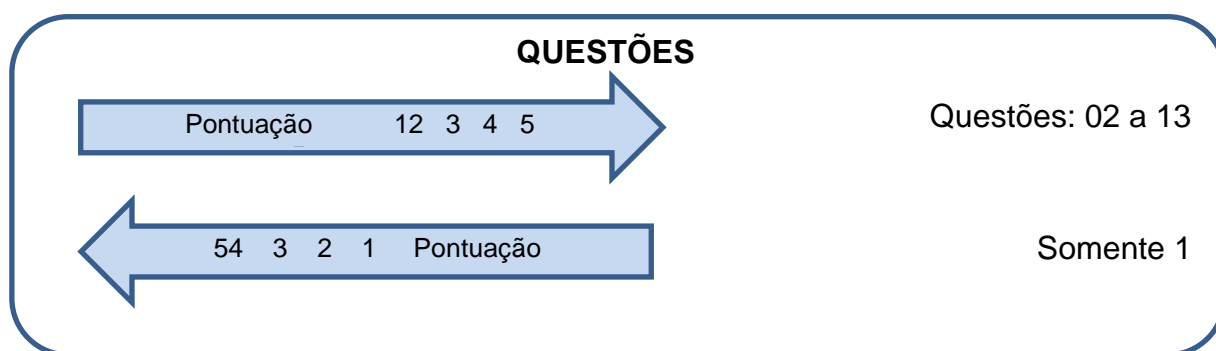 QUESTÕES
Pontuação 12 3 4 5
Questões: 02 a 13
54 3 2 1 Pontuação
Somente 1